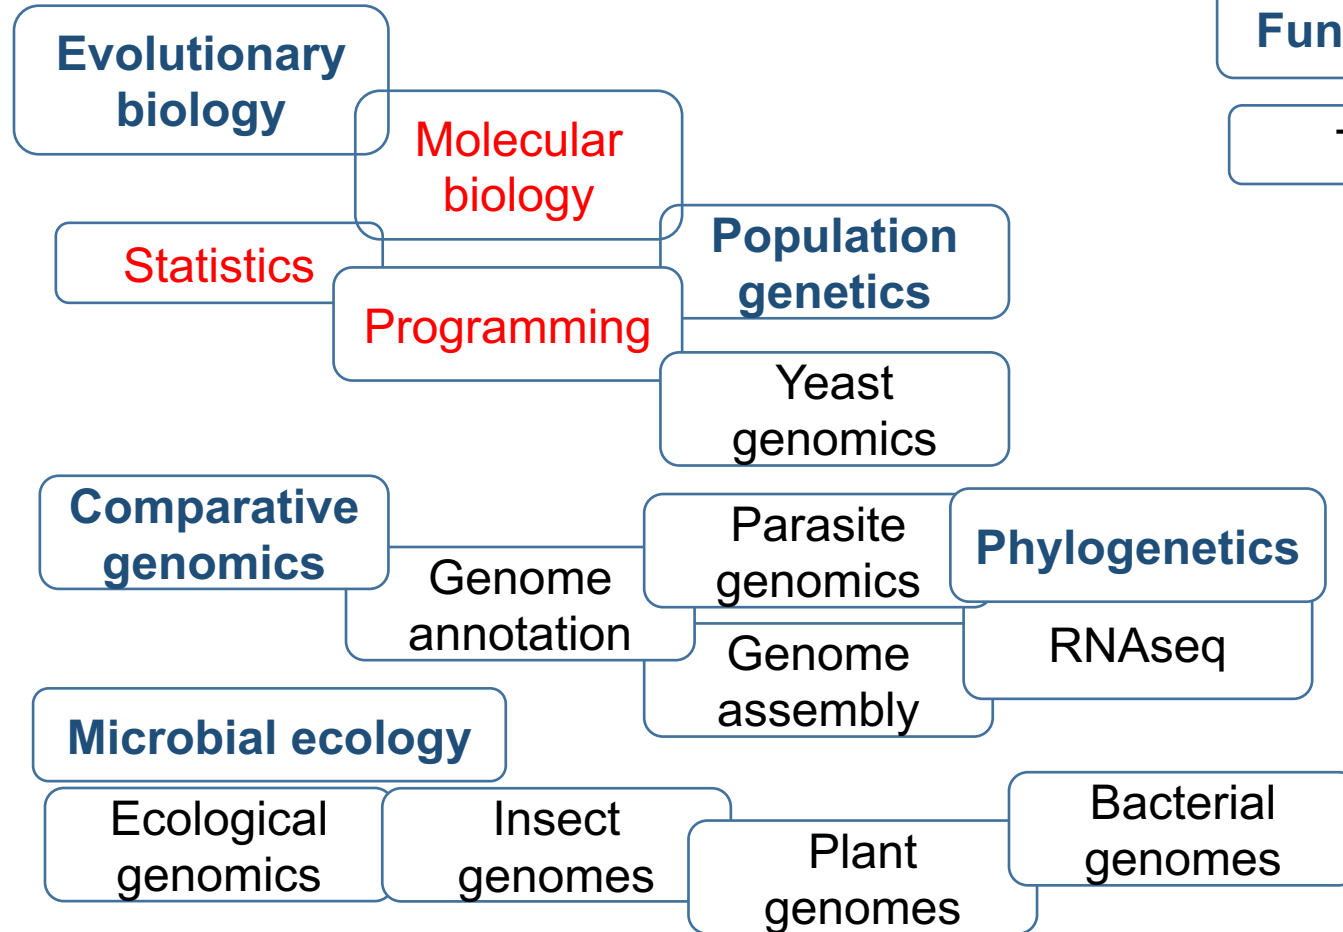 Evolutionary
biology
Molecular
biology
Statistics
Programming
Population
genetics
Yeast
genomics
Comparative
genomics
Genome
annotation
Parasite
genomics
Phylogenetics
Genome
assembly
RNAseq
Microbial ecology
Ecological
genomics
Insect
genomes
Plant
genomes
Bacterial
genomes